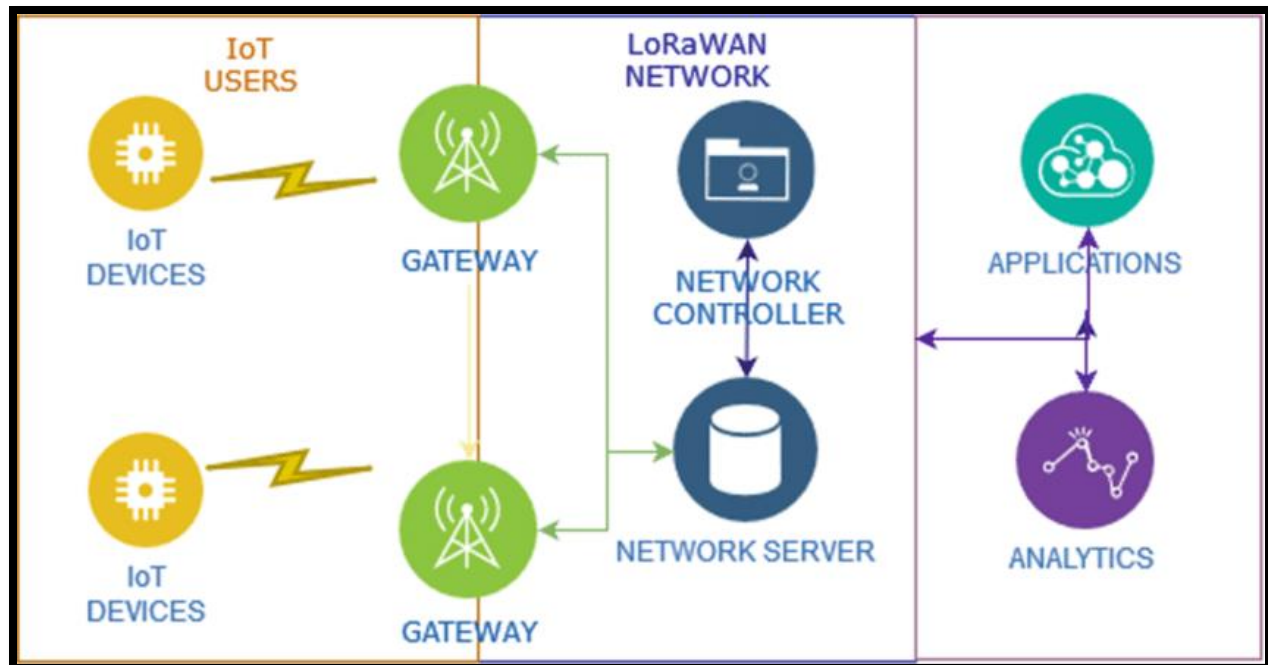 IoT
USERS
LoRaWAN
NETWORK
IoT
DEVICES
GATEWAY
NETWORK
CONTROLLER
APPLICATIONS
IoT
DEVICES
GATEWAY
NETWORK SERVER
ANALYTICS